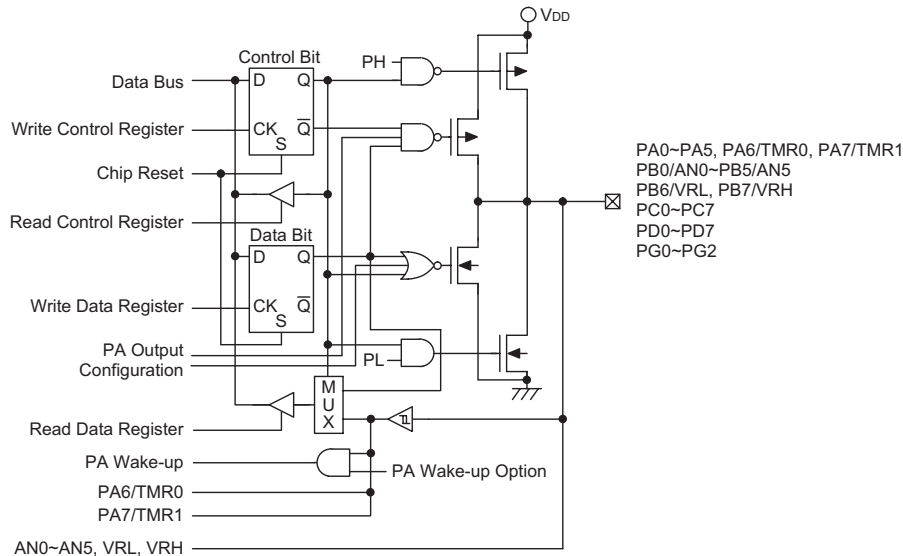 VDD
Control Bit
PH
D
Q
Data Bus
Write Control Register
CK
Q
S
Chip Reset
PA0~PA5, PA6/TMR0, PA7/TMR1
PB0/AN0~PB5/AN5
PB6/VRL, PB7/VRH
PC0~PC7
PD0~PD7
PG0~PG2
Read Control Register
Data Bit
D
Q
Write Data Register
CK
Q
S
PA Output
Configuration
PL
M
U
X
Read Data Register
PA Wake-up
PA Wake-up Option
PA6/TMR0
PA7/TMR1
AN0~AN5, VRL, VRH